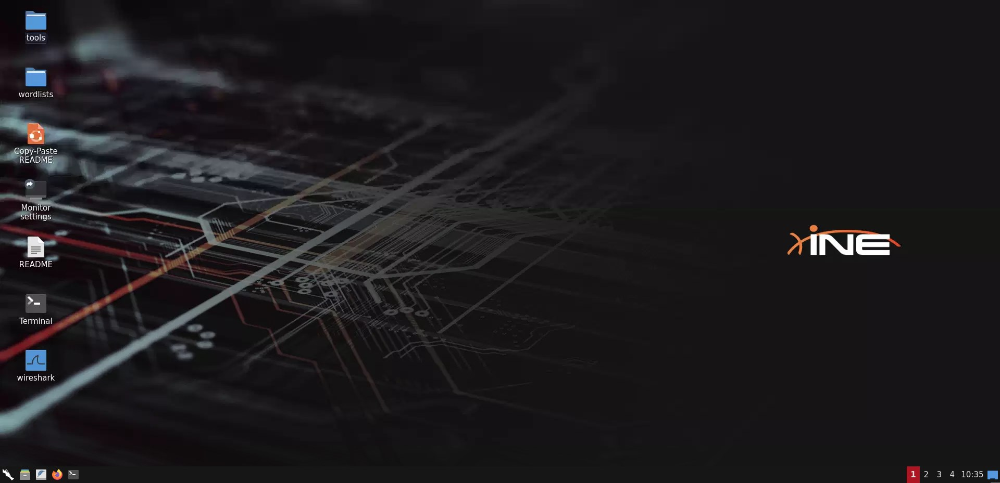 tools
wordlists
Copy-Paste
README
Monitor
settings
README
Terminal
wireshark
INE
1 2 3 4 10:35